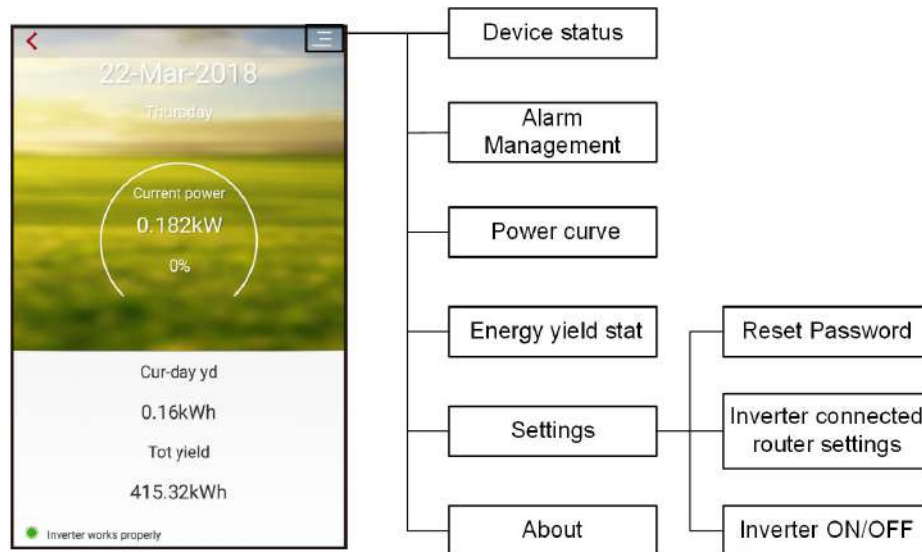 22-Mar-2018
Thursday
Current power
0.182kW
0%
Cur-day yd
0.16kWh
Tot yield
415.32kWh
Inverter works properly
Device status
Alarm
Management
Power curve
Energy yield stat
Settings
About
Reset Password
Inverter connected
router settings
Inverter ON/OFF